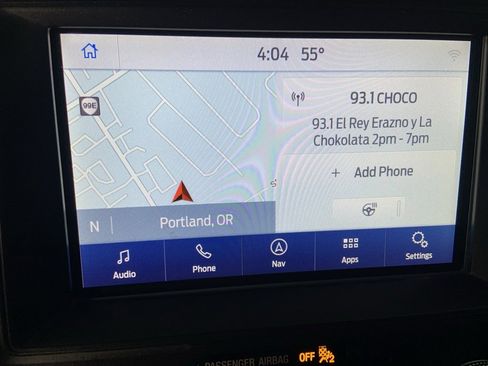 4:04 55°
99E
93.1 CHOCO
93.1 El Rey Erazno y La
Chokolata 2pm - 7pm
+ Add Phone
N | Portland, OR
Audio
Phone
Nav
Apps
Settings
PASSENGER AIRBAG OFF